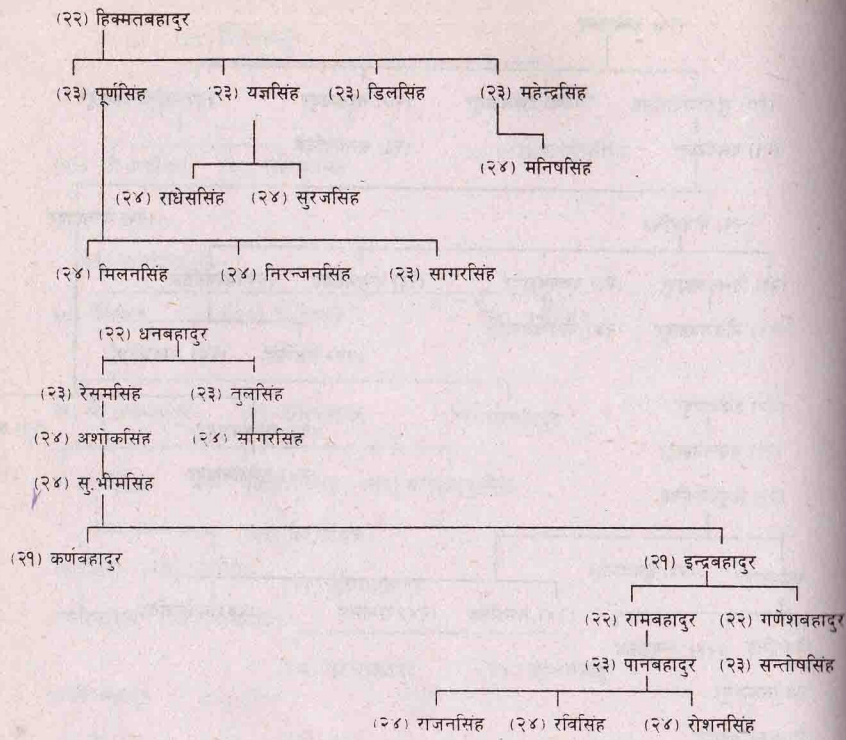 (२२) हिक्मतबहादुर
(२३) पूर्णसिंह (२३) यज्ञसिंह (२३) डिलसिंह (२३) महेन्द्रसिंह
(२४) मनिषसिंह
(२४) राधेससिंह (२४) सुरजसिंह
(२४) मिलनसिंह (२४) निरन्जनसिंह (२३) सागरसिंह
(२२) धनबहादुर
(२३) रेसमसिंह (२३) तुलसिंह
(२४) अशोकसिंह (२४) सागरसिंह
(२४) सु.भीमसिंह
(२१) कर्णबहादुर (२१) इन्द्रबहादुर
(२२) रामबहादुर (२२) गणेशबहादुर
(२३) पानबहादुर (२३) सन्तोषसिंह
(२४) राजनसिंह (२४) रविसिंह (२४) रोशनसिंह